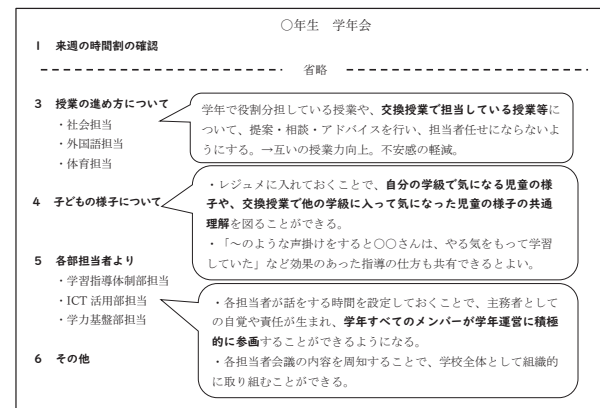 ○年生 学年会
1 来週の時間割の確認
省略
3 授業の進め方について
・社会担当
・外国語担当
・体育担当
学年で役割分担している授業や、交換授業で担当している授業等に
ついて、提案・相談・アドバイスを行い、担当者任せにならないよ
うにする。→互いの授業力向上。不安感の軽減。
4 子どもの様子について
・レジュメに入れておくことで、自分の学級で気になる児童の様
子や、交換授業で他の学級に入って気になった児童の様子の共通
理解を図ることができる。
・「～のような声掛けをすると○○さんは、やる気をもって学習
していた」など効果のあった指導の仕方も共有できるとよい。
5 各部担当者より
・学習指導体制部担当
・ICT 活用部担当
・学力基盤部担当
・各担当者が話をする時間を設定しておくことで、主務者として
の自覚や責任が生まれ、学年すべてのメンバーが学年運営に積極
的に参画することができるようになる。
・各担当者会議の内容を周知することで、学校全体として組織的
に取り組むことができる。
6 その他